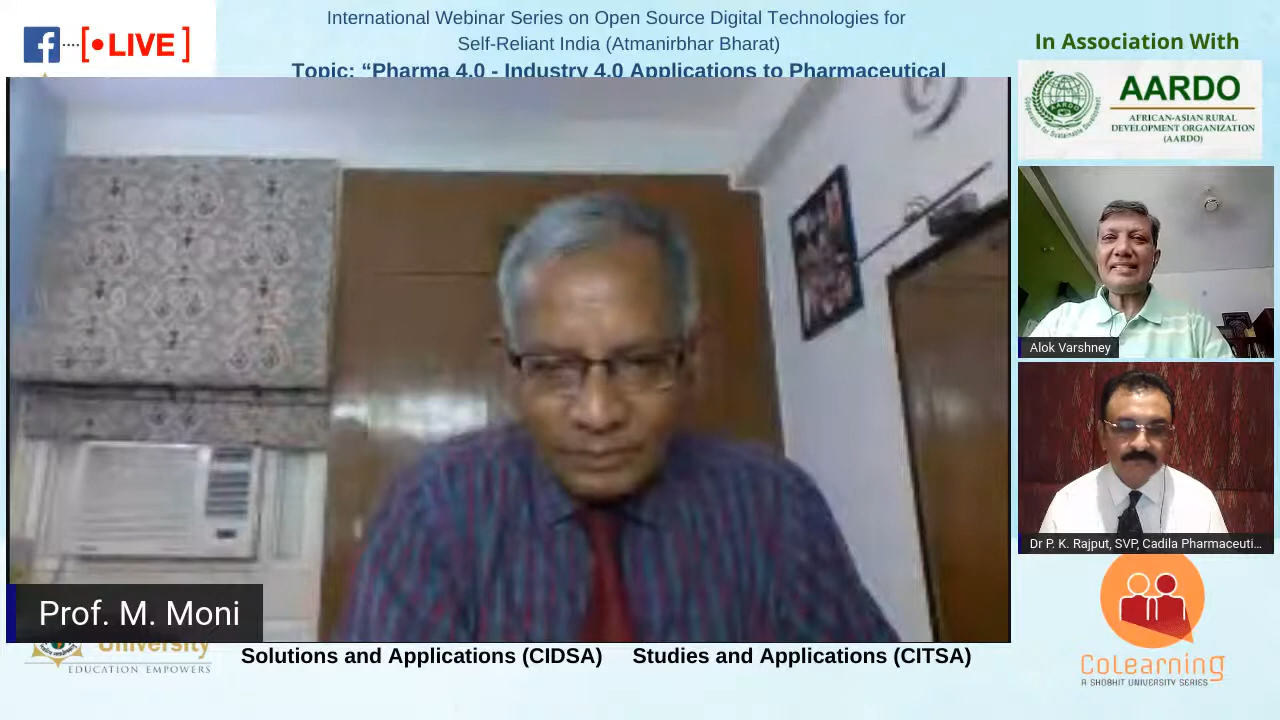 International Webinar Series on Open Source Digital Technologies for
Self-Reliant India (Atmanirbhar Bharat)
Topic: “Pharma 4.0 - Industry 4.0 Applications to Pharmaceutical
f
LIVE
In Association With
AARDO
AARDO
AFRICAN-ASIAN RURAL
DEVELOPMENT ORGANIZATION
(AARDO)
Alok Varshney
Dr P. K. Rajput, SVP, Cadila Pharmaceuti...
Prof. M. Moni
University
EDUCATION EMPOWERS
Solutions and Applications (CIDSA)
Studies and Applications (CITSA)
CoLearning
A SHOBHIT UNIVERSITY SERIES